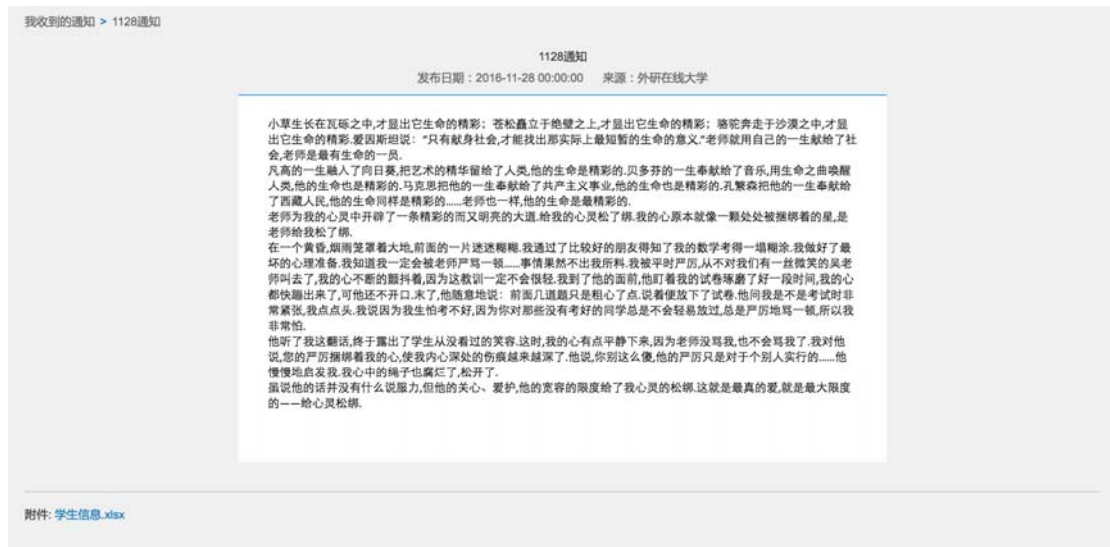 我收到的通知 > 1128通知
1128通知
发布日期：2016-11-28 00:00:00 来源：外研在线大学
小草生长在瓦砾之中,才显出它生命的精彩；苍松矗立于绝壁之上,才显出它生命的精彩；骆驼奔走于沙漠之中,才显
出它生命的精彩.爱因斯坦说：“只有献身社会,才能找出那实际上最短暂的生命的意义.”老师就用自己的一生献给了社
会,老师是最有生命的一员.
凡高的一生融入了向日葵,把艺术的精华留给了人类,他的生命是精彩的.贝多芬的一生奉献给了音乐,用生命之曲唤醒
人类,他的生命也是精彩的.马克思把他的一生奉献给了共产主义事业,他的生命也是精彩的.孔繁森把他的一生奉献给
了西藏人民,他的生命同样是精彩的......老师也一样,他的生命是最精彩的.
老师为我的心灵中开辟了一条精彩的而又明亮的大道.给我的心灵松了绑.我的心原本就像一颗处处被捆绑着的星,是
老师给我松了绑.
在一个黄昏,烟雨笼罩着大地,前面的一片迷迷糊糊.我通过了比较好的朋友得知了我的数学考得一塌糊涂.我做好了最
坏的心理准备.我知道我一定会被老师严骂一顿......事情果然不出我所料.我被平时严厉,从不对我们有一丝微笑的吴老
师叫去了,我的心不断的颤抖着,因为这教训一定不会很轻.我到了他的面前,他盯着我的试卷琢磨了好一段时间,我的心
都快蹦出来了,可他还不开口.末了,他随意地说：前面几道题只是粗心了点.说着便放下了试卷.他问我是不是考试时非
常紧张,我点点头.我说因为我生怕考不好,因为你对那些没有考好的同学总是不会轻易放过,总是严厉地骂一顿,所以我
非常怕.
他听了我这翻话,终于露出了学生从没看过的笑容.这时,我的心有点平静下来,因为老师没骂我,也不会骂我了.我对他
说,您的严厉捆绑着我的心,使我内心深处的伤痕越来越深了.他说,你别这么傻,他的严厉只是对于个别人实行的......他
慢慢地启发我.我心中的绳子也腐烂了,松开了.
虽说他的话并没有什么说服力,但他的关心、爱护,他的宽容的限度给了我心灵的松绑.这就是最真的爱,就是最大限度
的——给心灵松绑.
附件: 学生信息.xlsx